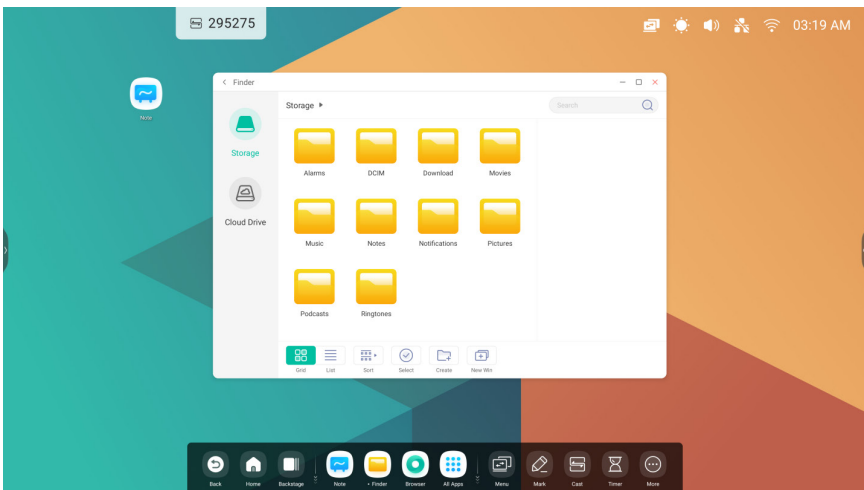 295275
03:19 AM
Note
Finder
Storage
Search
Storage
Cloud Drive
Alarms DCIM Download Movies
Music Notes Notifications Pictures
Podcasts Ringtones
Grid List Sort Select Create New Win
Back Home Backstage Note • Finder Browser All Apps Menu Mark Cast Timer More